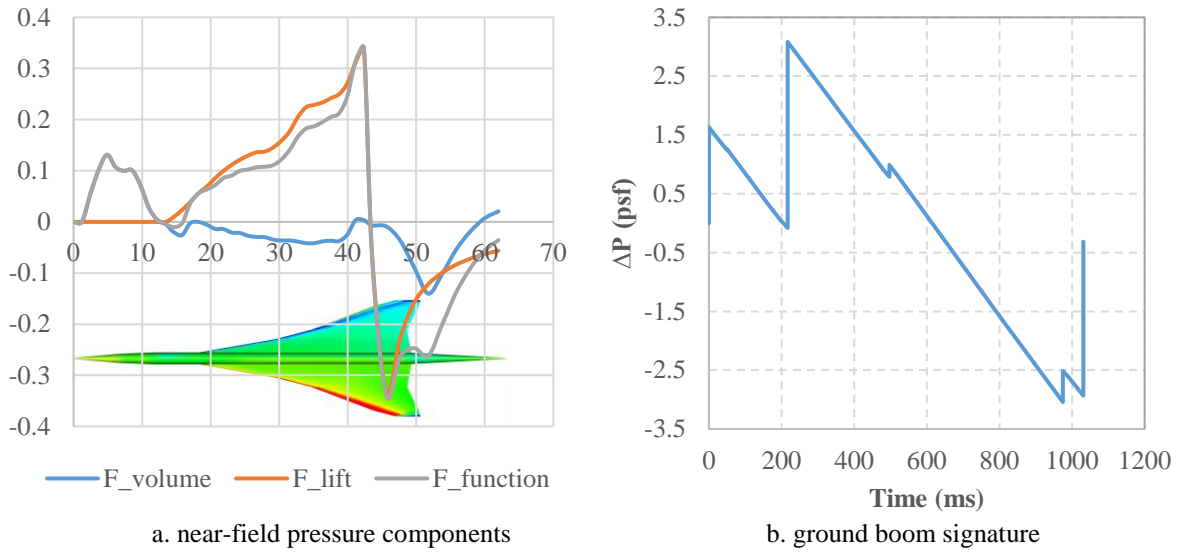 0.4
0.3
0.2
0.1
0
-0.1
-0.2
-0.3
-0.4
0 10 20 30 40 50 60 70
F_volume F_lift F_function
a. near-field pressure components
3.5
2.5
1.5
0.5
-0.5
-1.5
-2.5
-3.5
ΔP (psf)
0 200 400 600 800 1000 1200
Time (ms)
b. ground boom signature